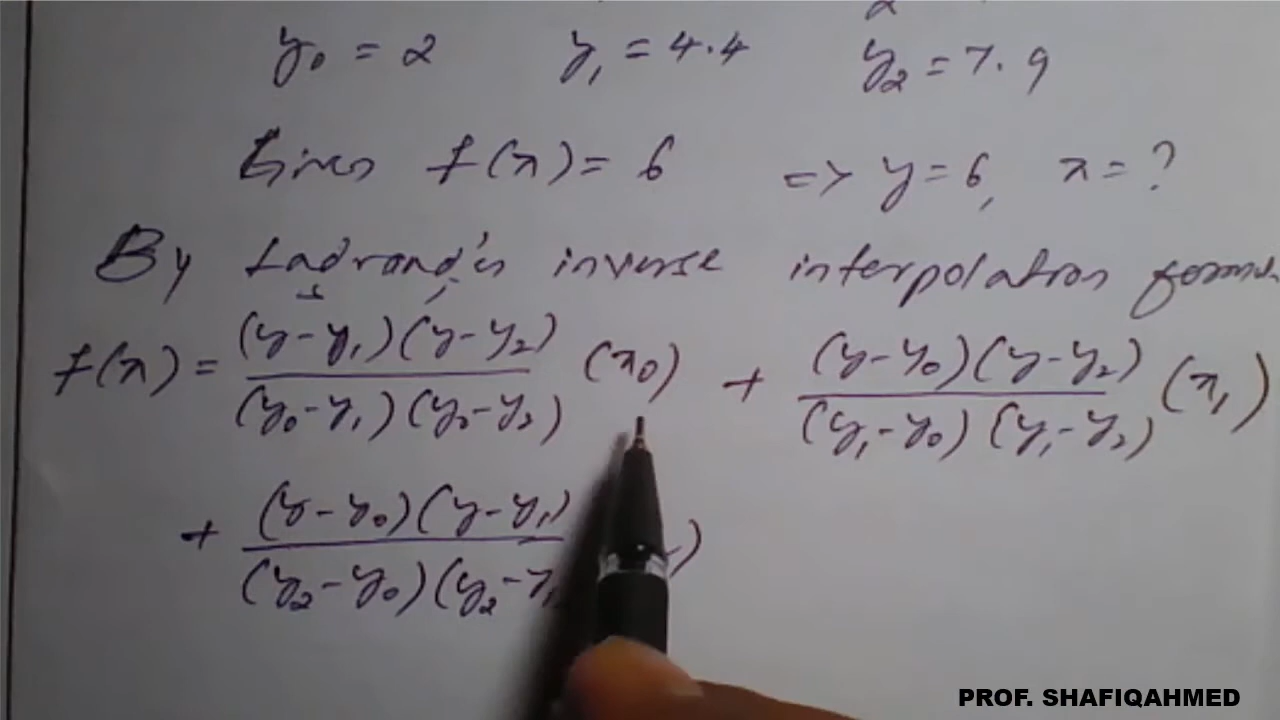 y₀ = 2 y₁ = 4.4 y₂ = 7.9
Given f(x) = 6 => y = 6, x = ?
By Lagrange's inverse interpolation
f(x) = (y-y₁)(y-y₂) / (y₀-y₁)(y₀-y₂) (x₀) + (y-y₀)(y-y₂) / (y₁-y₀)(y₁-y₂) (x₁)
+ (y-y₀)(y-y₁) / (y₂-y₀)(y₂-y₁ )
PROF. SHAFIQAHMED